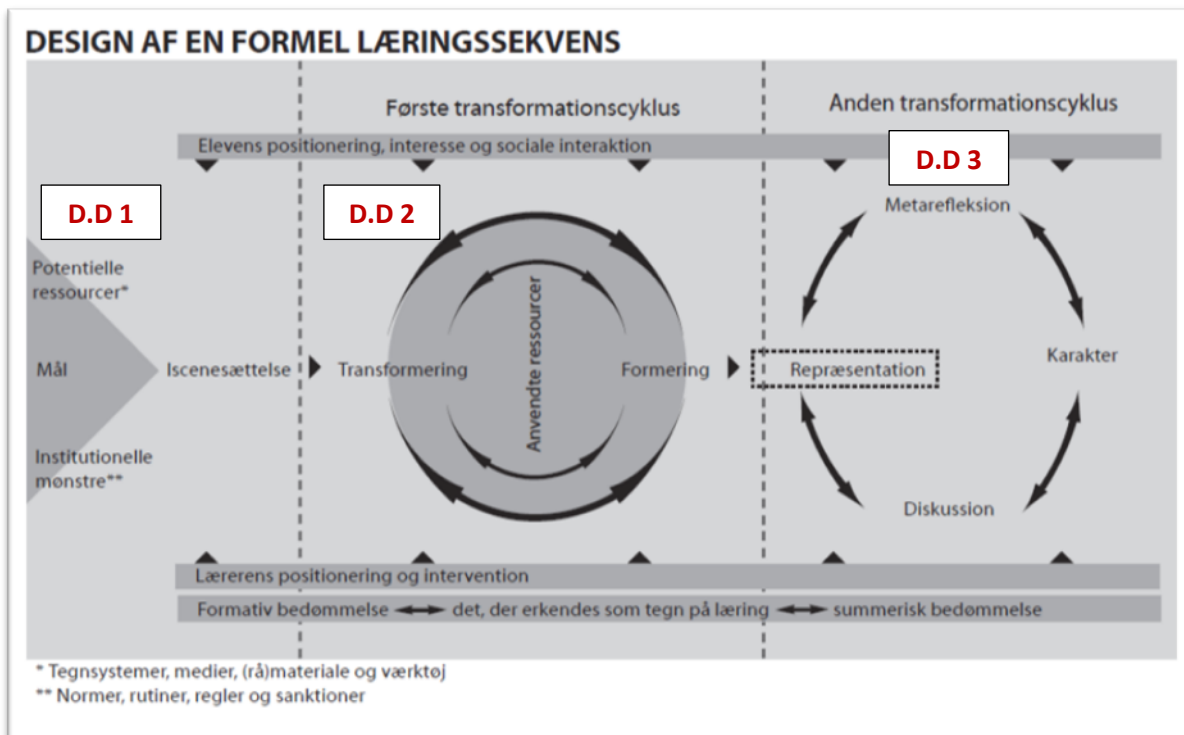 DESIGN AF EN FORMEL LÆRINGSSEKVENS
Første transformationscyklus
Anden transformationscyklus
Elevens positionering, interesse og sociale interaktion
D.D 1
D.D 2
D.D 3
Metarefleksion
Potentielle
ressourcer*
Mål
Iscenesættelse
Transformering
Anvendte ressourcer
Formering
Repræsentation
Karakter
Institutionelle
mønstre**
Diskussion
Lærerens positionering og intervention
Formativ bedømmelse det, der erkendes som tegn på læring summerisk bedømmelse
* Tegnsystemer, medier, (rå)materiale og værktøj
** Normer, rutiner, regler og sanktioner